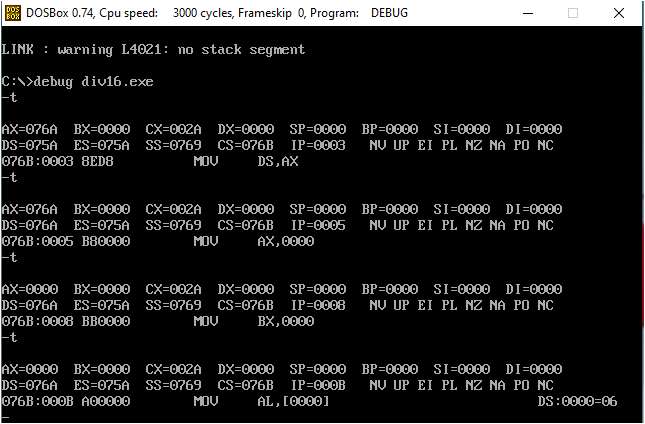 DOSBox 0.74, Cpu speed: 3000 cycles, Frameskip 0, Program: DEBUG
LINK : warning L4021: no stack segment
C:\>debug div16.exe
-t
AX=076A BX=0000 CX=002A DX=0000 SP=0000 BP=0000 SI=0000 DI=0000
DS=075A ES=075A SS=0769 CS=076B IP=0003 NV UP EI PL NZ NA PO NC
076B:0003 8ED8 MOV DS,AX
-t
AX=076A BX=0000 CX=002A DX=0000 SP=0000 BP=0000 SI=0000 DI=0000
DS=076A ES=075A SS=0769 CS=076B IP=0005 NV UP EI PL NZ NA PO NC
076B:0005 B80000 MOV AX,0000
-t
AX=0000 BX=0000 CX=002A DX=0000 SP=0000 BP=0000 SI=0000 DI=0000
DS=076A ES=075A SS=0769 CS=076B IP=0008 NV UP EI PL NZ NA PO NC
076B:0008 BB0000 MOV BX,0000
-t
AX=0000 BX=0000 CX=002A DX=0000 SP=0000 BP=0000 SI=0000 DI=0000
DS=076A ES=075A SS=0769 CS=076B IP=000B NV UP EI PL NZ NA PO NC
076B:000B A00000 MOV AL,[0000] DS:0000=06
-